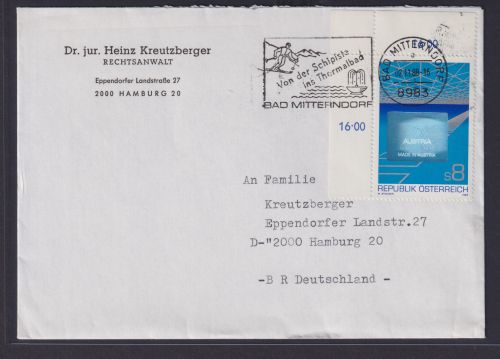 Dr. jur. Heinz Kreutzberger
RECHTSANWALT
Eppendorfer Landstraße 27
2000 HAMBURG 20
Von der Schipiste
ins Thermalbad
BAD MITTERNDORF
16·00
16·00
BAD MITTERNDORF
8983
AUSTRIA
MADE IN AUSTRIA
S8
REPUBLIK ÖSTERREICH
An Familie
Kreutzberger
Eppendorfer Landstr.27
D-"2000 Hamburg 20
-B R Deutschland-